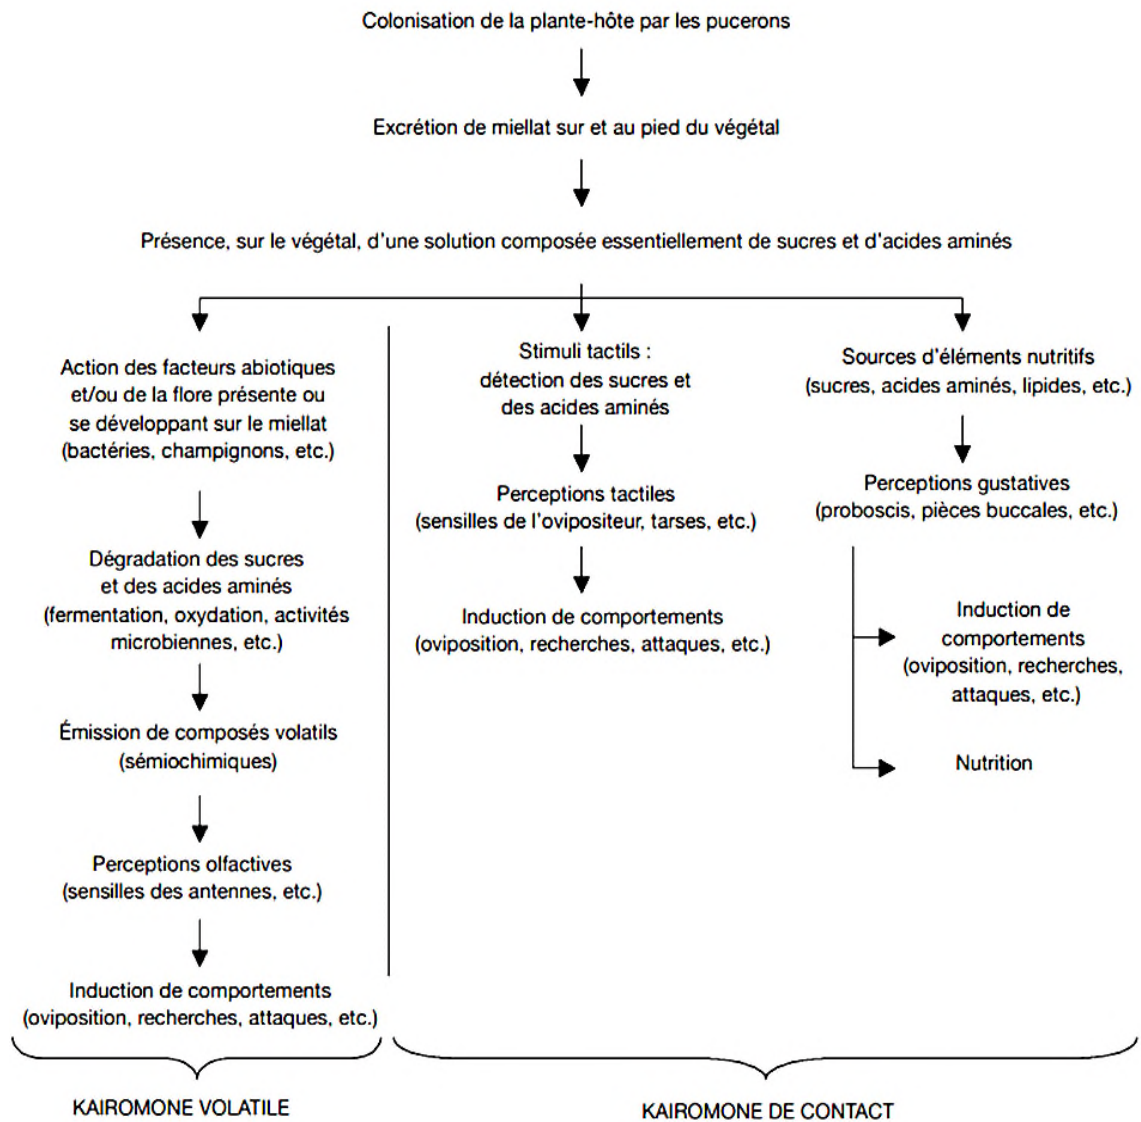 Colonisation de la plante-hôte par les pucerons
Excrétion de miellat sur et au pied du végétal
Présence, sur le végétal, d'une solution composée essentiellement de sucres et d'acides aminés
Action des facteurs abiotiques
et/ou de la flore présente ou
se développant sur le miellat
(bactéries, champignons, etc.)
Dégradation des sucres
et des acides aminés
(fermentation, oxydation, activités
microbiennes, etc.)
Émission de composés volatils
(sémiochimiques)
Perceptions olfactives
(sensilles des antennes, etc.)
Induction de comportements
(oviposition, recherches, attaques, etc.)
KAIROMONE VOLATILE
Stimuli tactils :
détection des sucres et
des acides aminés
Perceptions tactiles
(sensilles de l'ovipositeur, tarses, etc.)
Induction de comportements
(oviposition, recherches, attaques, etc.)
Sources d'éléments nutritifs
(sucres, acides aminés, lipides, etc.)
Perceptions gustatives
(proboscis, pièces buccales, etc.)
Induction de
comportements
(oviposition, recherches,
attaques, etc.)
Nutrition
KAIROMONE DE CONTACT